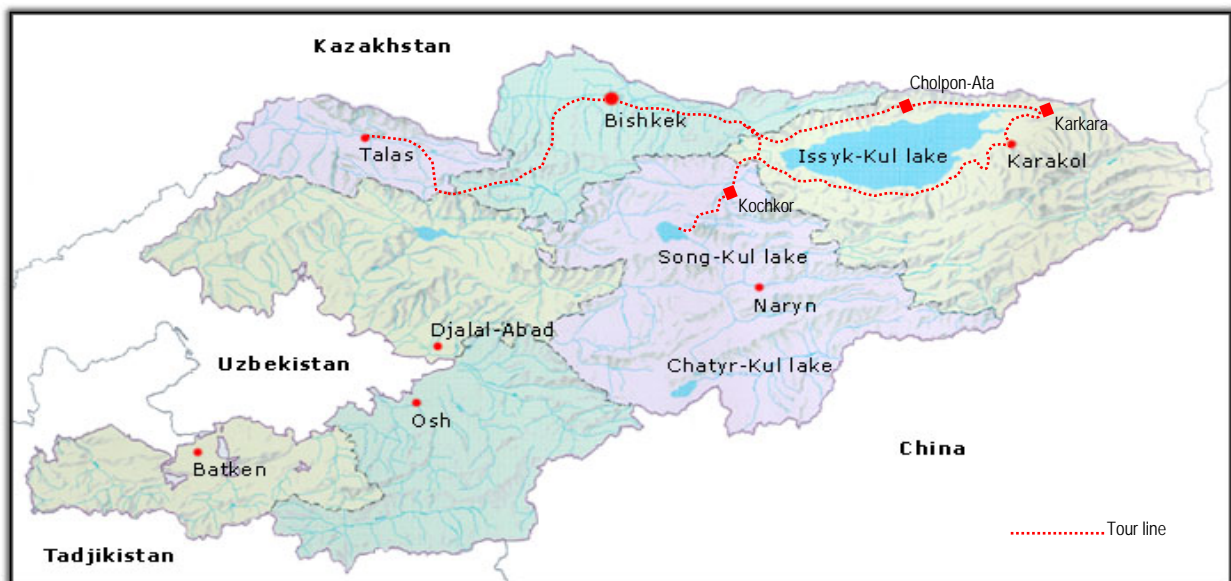 Kazakhstan
Cholpon-Ata
Bishkek
Karkara
Talas
Issyk-Kul lake
Karakol
Kochkor
Song-Kul lake
Naryn
Djalal-Abad
Uzbekistan
Chatyr-Kul lake
Osh
China
Batken
Tour line
Tadjikistan